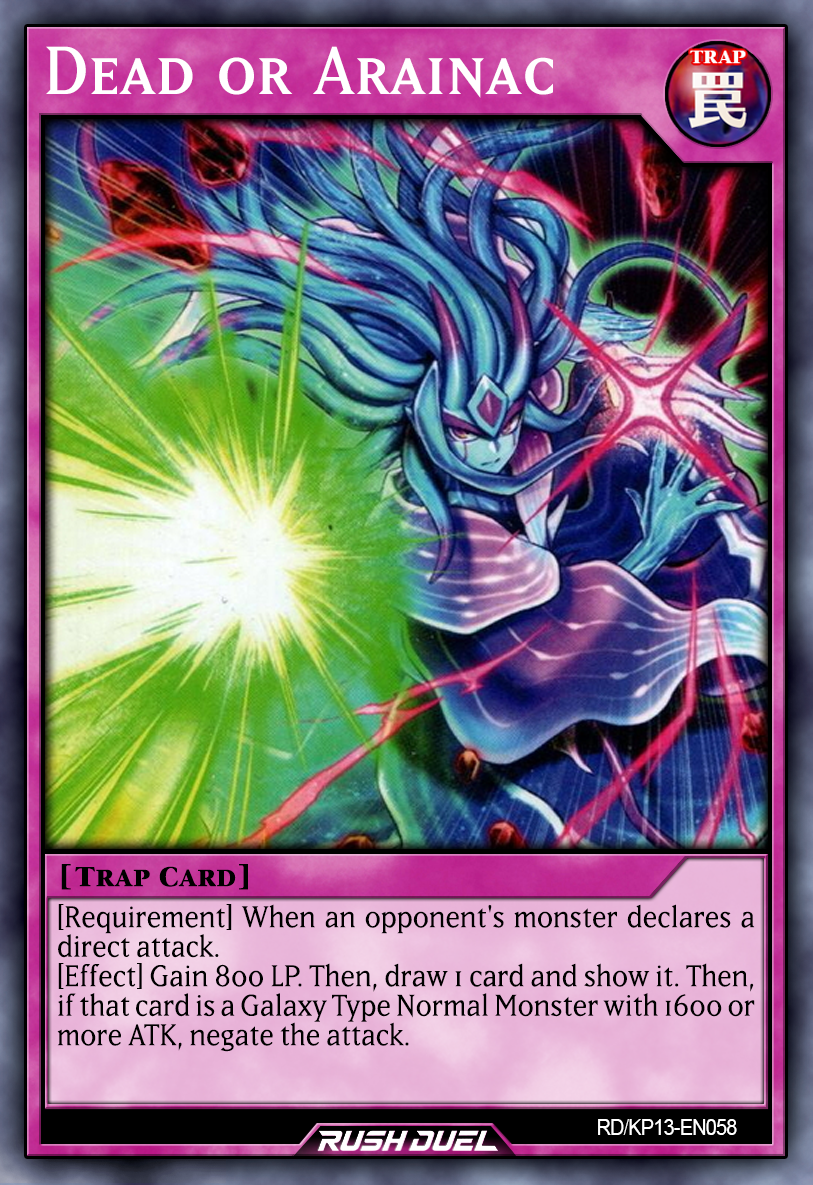 Dead or Arainac
TRAP
罠
[Trap Card]
[Requirement] When an opponent's monster declares a
direct attack.
[Effect] Gain 800 LP. Then, draw 1 card and show it. Then,
if that card is a Galaxy Type Normal Monster with 1600 or
more ATK, negate the attack.
RD/KP13-EN058
RUSH DUEL